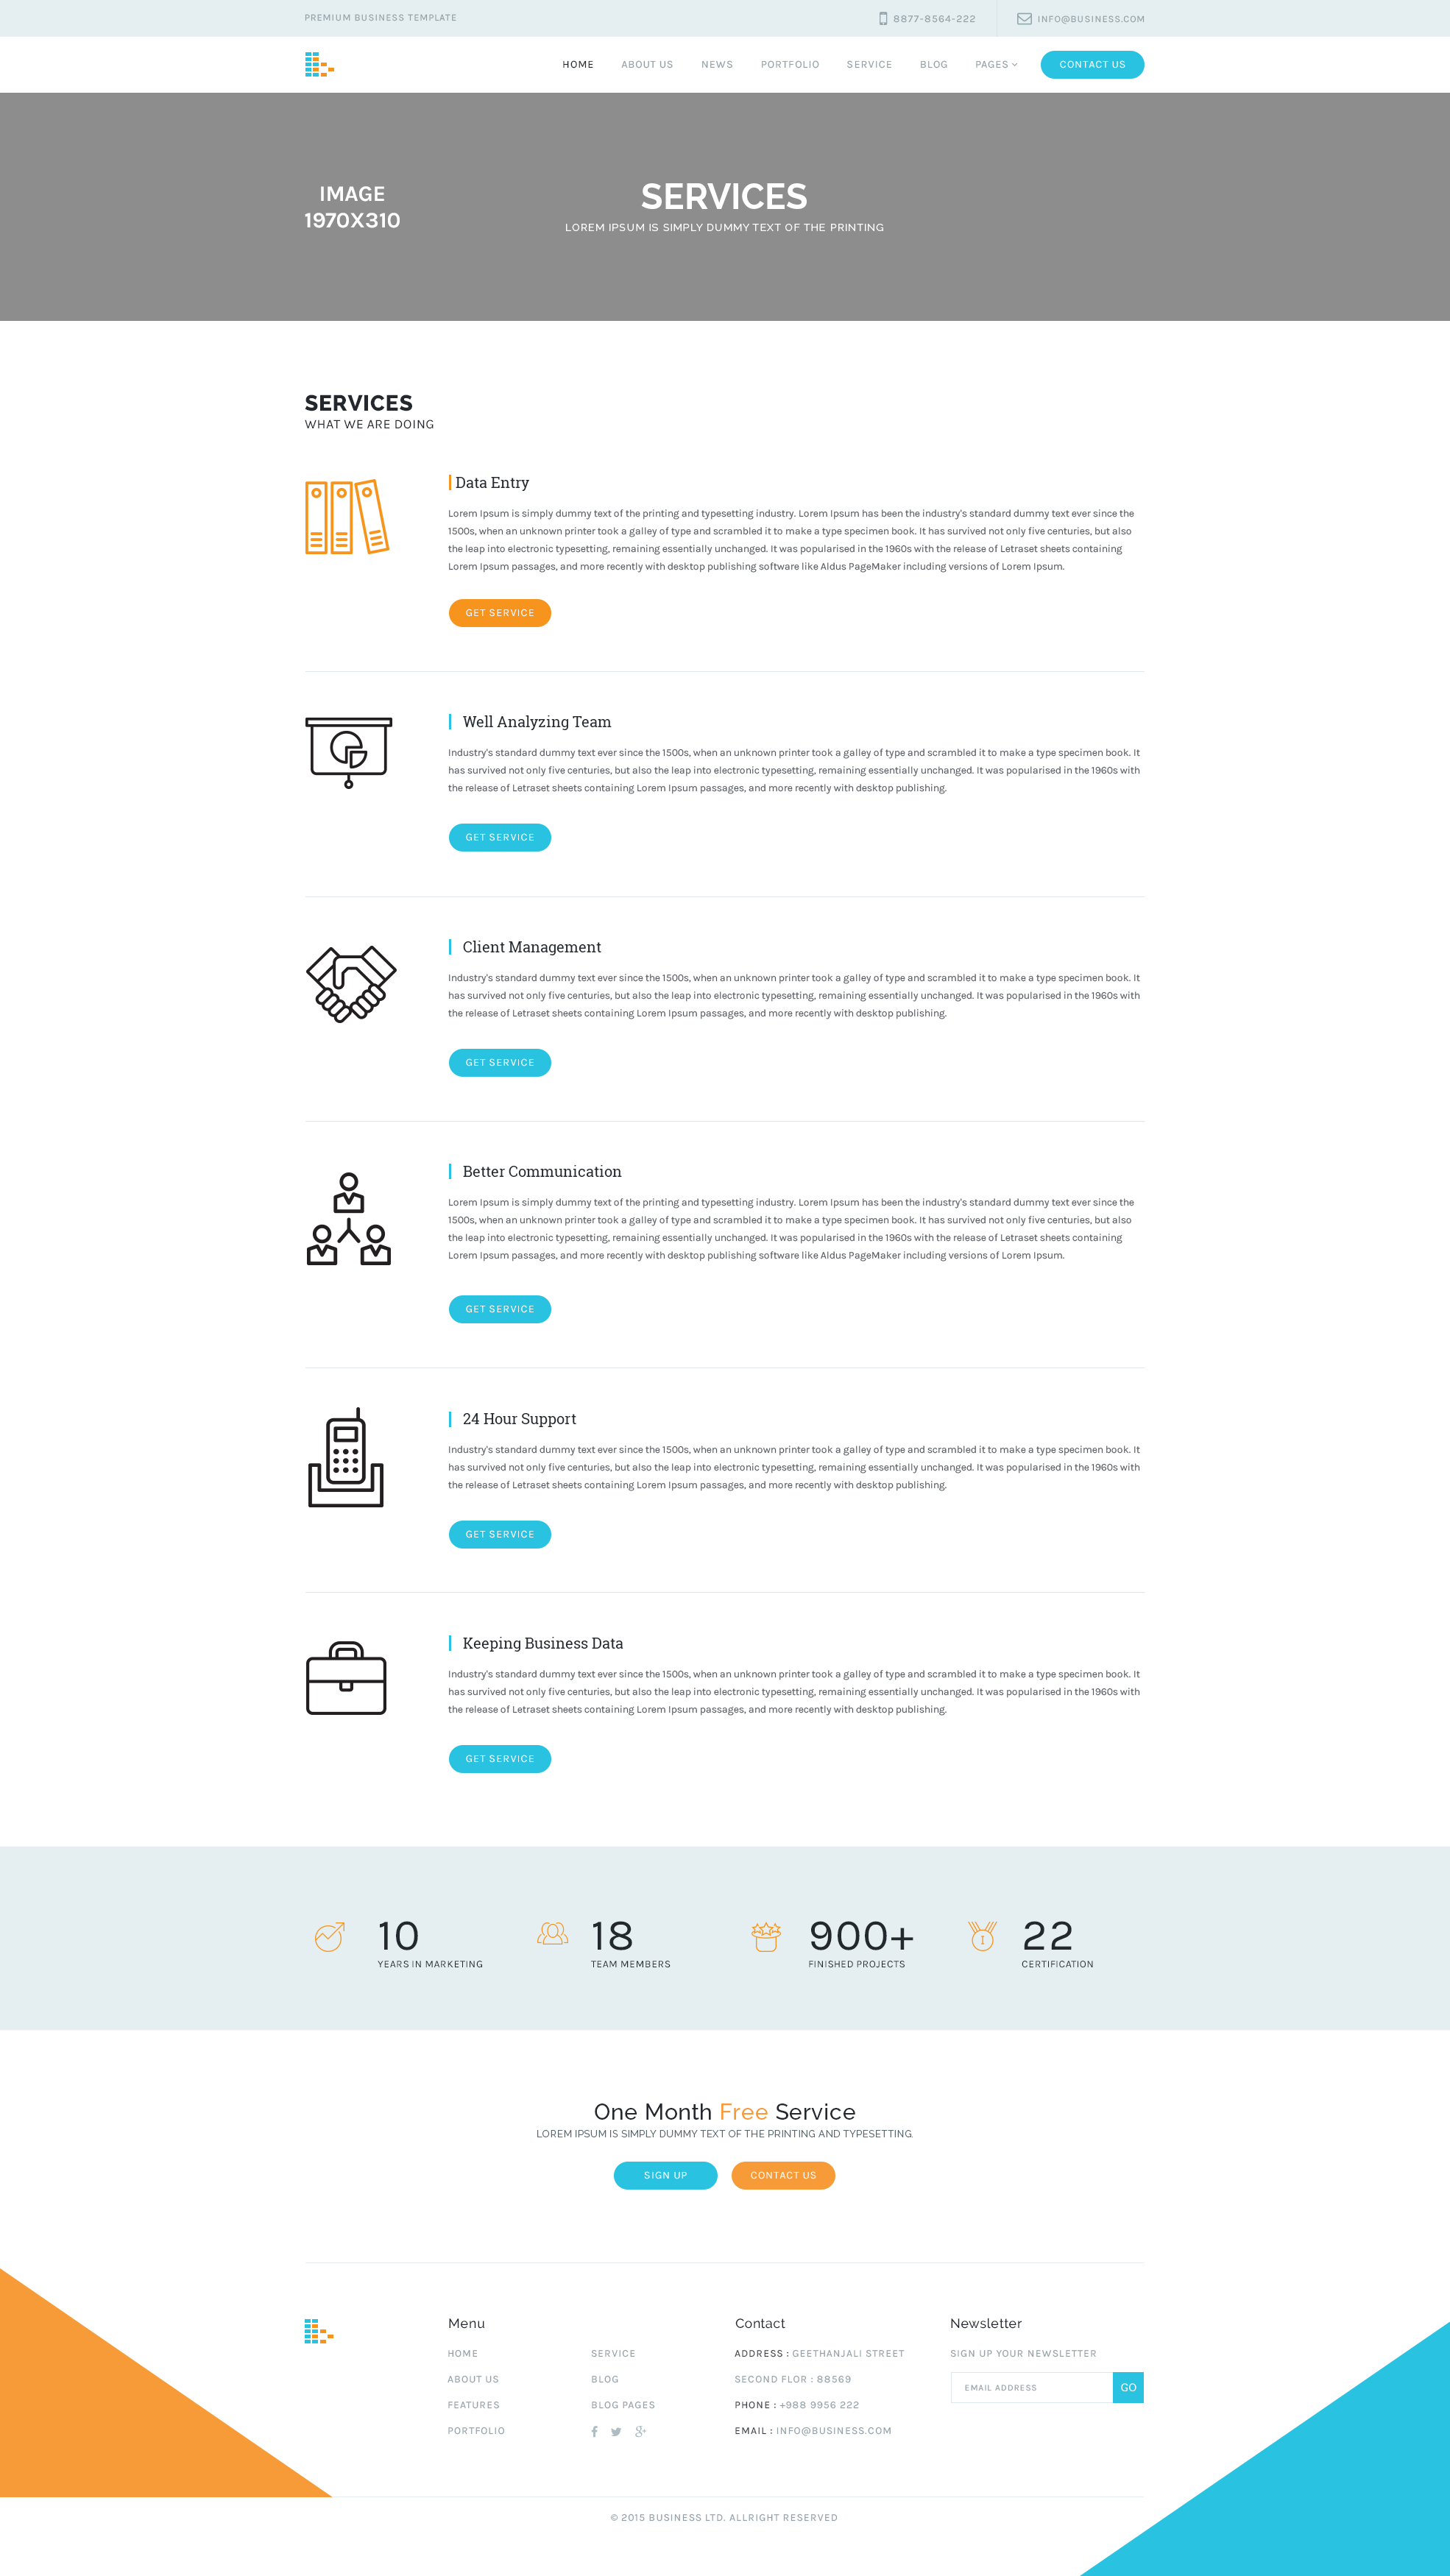 PREMIUM BUSINESS TEMPLATE
8877-8564-222
INFO@BUSINESS.COM
HOME ABOUT US NEWS PORTFOLIO SERVICE BLOG PAGES CONTACT US
IMAGE
1970X310
SERVICES
LOREM IPSUM IS SIMPLY DUMMY TEXT OF THE PRINTING
SERVICES
WHAT WE ARE DOING
Data Entry
Lorem Ipsum is simply dummy text of the printing and typesetting industry. Lorem Ipsum has been the industry's standard dummy text ever since the
1500s, when an unknown printer took a galley of type and scrambled it to make a type specimen book. It has survived not only five centuries, but also
the leap into electronic typesetting, remaining essentially unchanged. It was popularised in the 1960s with the release of Letraset sheets containing
Lorem Ipsum passages, and more recently with desktop publishing software like Aldus PageMaker including versions of Lorem Ipsum.
GET SERVICE
Well Analyzing Team
Industry's standard dummy text ever since the 1500s, when an unknown printer took a galley of type and scrambled it to make a type specimen book. It
has survived not only five centuries, but also the leap into electronic typesetting, remaining essentially unchanged. It was popularised in the 1960s with
the release of Letraset sheets containing Lorem Ipsum passages, and more recently with desktop publishing.
GET SERVICE
Client Management
Industry's standard dummy text ever since the 1500s, when an unknown printer took a galley of type and scrambled it to make a type specimen book. It
has survived not only five centuries, but also the leap into electronic typesetting, remaining essentially unchanged. It was popularised in the 1960s with
the release of Letraset sheets containing Lorem Ipsum passages, and more recently with desktop publishing.
GET SERVICE
Better Communication
Lorem Ipsum is simply dummy text of the printing and typesetting industry. Lorem Ipsum has been the industry's standard dummy text ever since the
1500s, when an unknown printer took a galley of type and scrambled it to make a type specimen book. It has survived not only five centuries, but also
the leap into electronic typesetting, remaining essentially unchanged. It was popularised in the 1960s with the release of Letraset sheets containing
Lorem Ipsum passages, and more recently with desktop publishing software like Aldus PageMaker including versions of Lorem Ipsum.
GET SERVICE
24 Hour Support
Industry's standard dummy text ever since the 1500s, when an unknown printer took a galley of type and scrambled it to make a type specimen book. It
has survived not only five centuries, but also the leap into electronic typesetting, remaining essentially unchanged. It was popularised in the 1960s with
the release of Letraset sheets containing Lorem Ipsum passages, and more recently with desktop publishing.
GET SERVICE
Keeping Business Data
Industry's standard dummy text ever since the 1500s, when an unknown printer took a galley of type and scrambled it to make a type specimen book. It
has survived not only five centuries, but also the leap into electronic typesetting, remaining essentially unchanged. It was popularised in the 1960s with
the release of Letraset sheets containing Lorem Ipsum passages, and more recently with desktop publishing.
GET SERVICE
10
YEARS IN MARKETING
18
TEAM MEMBERS
900+
FINISHED PROJECTS
22
CERTIFICATION
One Month Free Service
LOREM IPSUM IS SIMPLY DUMMY TEXT OF THE PRINTING AND TYPESETTING.
SIGN UP
CONTACT US
Menu
HOME
ABOUT US
FEATURES
PORTFOLIO
SERVICE
BLOG
BLOG PAGES
Contact
ADDRESS : GEETHANJALI STREET
SECOND FLOR : 88569
PHONE : +988 9956 222
EMAIL : INFO@BUSINESS.COM
Newsletter
SIGN UP YOUR NEWSLETTER
EMAIL ADDRESS
GO
© 2015 BUSINESS LTD. ALLRIGHT RESERVED